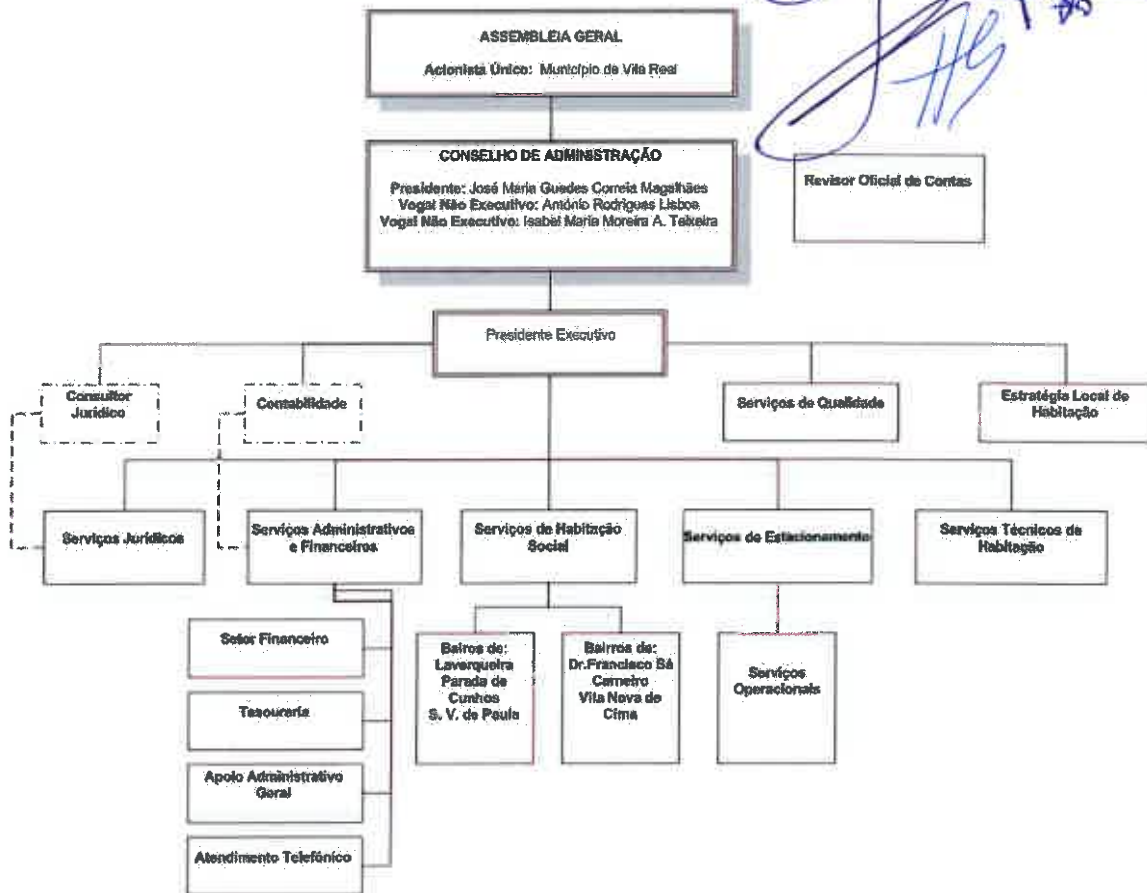 ASSEMBLEIA GERAL
Acionista Único: Município de Vila Real
CONSELHO DE ADMINISTRAÇÃO
Presidente: José Maria Guedes Correia Magalhães
Vogal Não Executivo: António Rodrigues Lisboa
Vogal Não Executivo: Isabel Maria Moreira A. Teixeira
Revisor Oficial de Contas
Presidente Executivo
Consultor
Jurídico
Contabilidade
Serviços de Qualidade
Estratégia Local de
Habitação
Serviços Jurídicos
Serviços Administrativos
e Financeiros
Serviços de Habitação
Social
Serviços de Estacionamento
Serviços Técnicos de
Habitação
Setor Financeiro
Tesouraria
Apoio Administrativo
Geral
Atendimento Telefónico
Bairos de:
Laverqueira
Parada de
Cunhos
S. V. de Paula
Bairros de:
Dr.Francisco Sá
Carneiro
Vila Nova de
Cima
Serviços
Operacionais